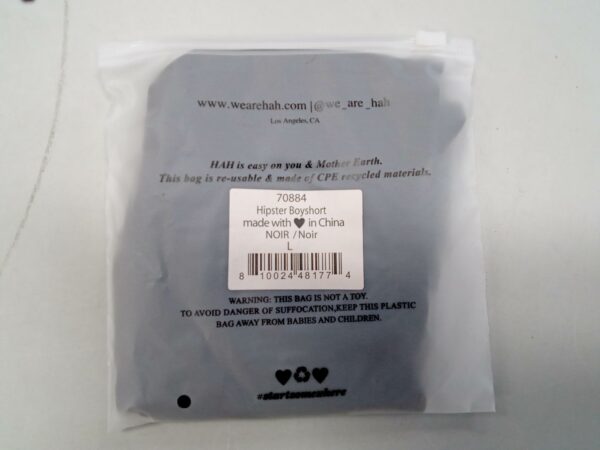 www.wearehah.com |@we_are_hah
Los Angeles, CA
HAH is easy on you & Mother Earth.
This bag is re-usable & made of CPE recycled materials.
70884
Hipster Boyshort
made with ♥ in China
NOIR / Noir
L
8 10024 48177 4
WARNING: THIS BAG IS NOT A TOY.
TO AVOID DANGER OF SUFFOCATION,KEEP THIS PLASTIC
BAG AWAY FROM BABIES AND CHILDREN.
#startsomewhere